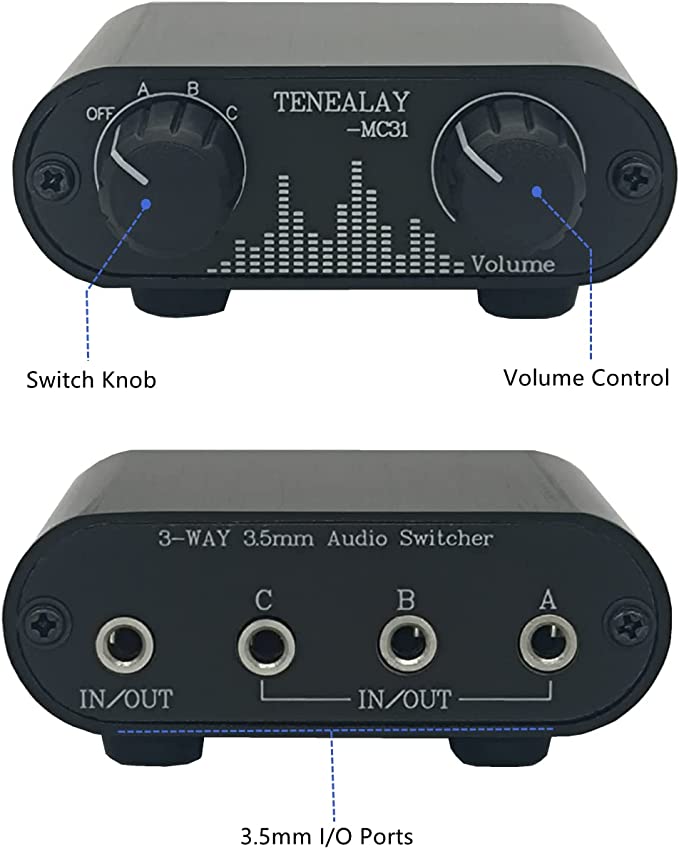 OFF A B C
TENEALAY
-MC31
Volume
Switch Knob
Volume Control
3-WAY 3.5mm Audio Switcher
C B A
IN/OUT IN/OUT
3.5mm I/O Ports